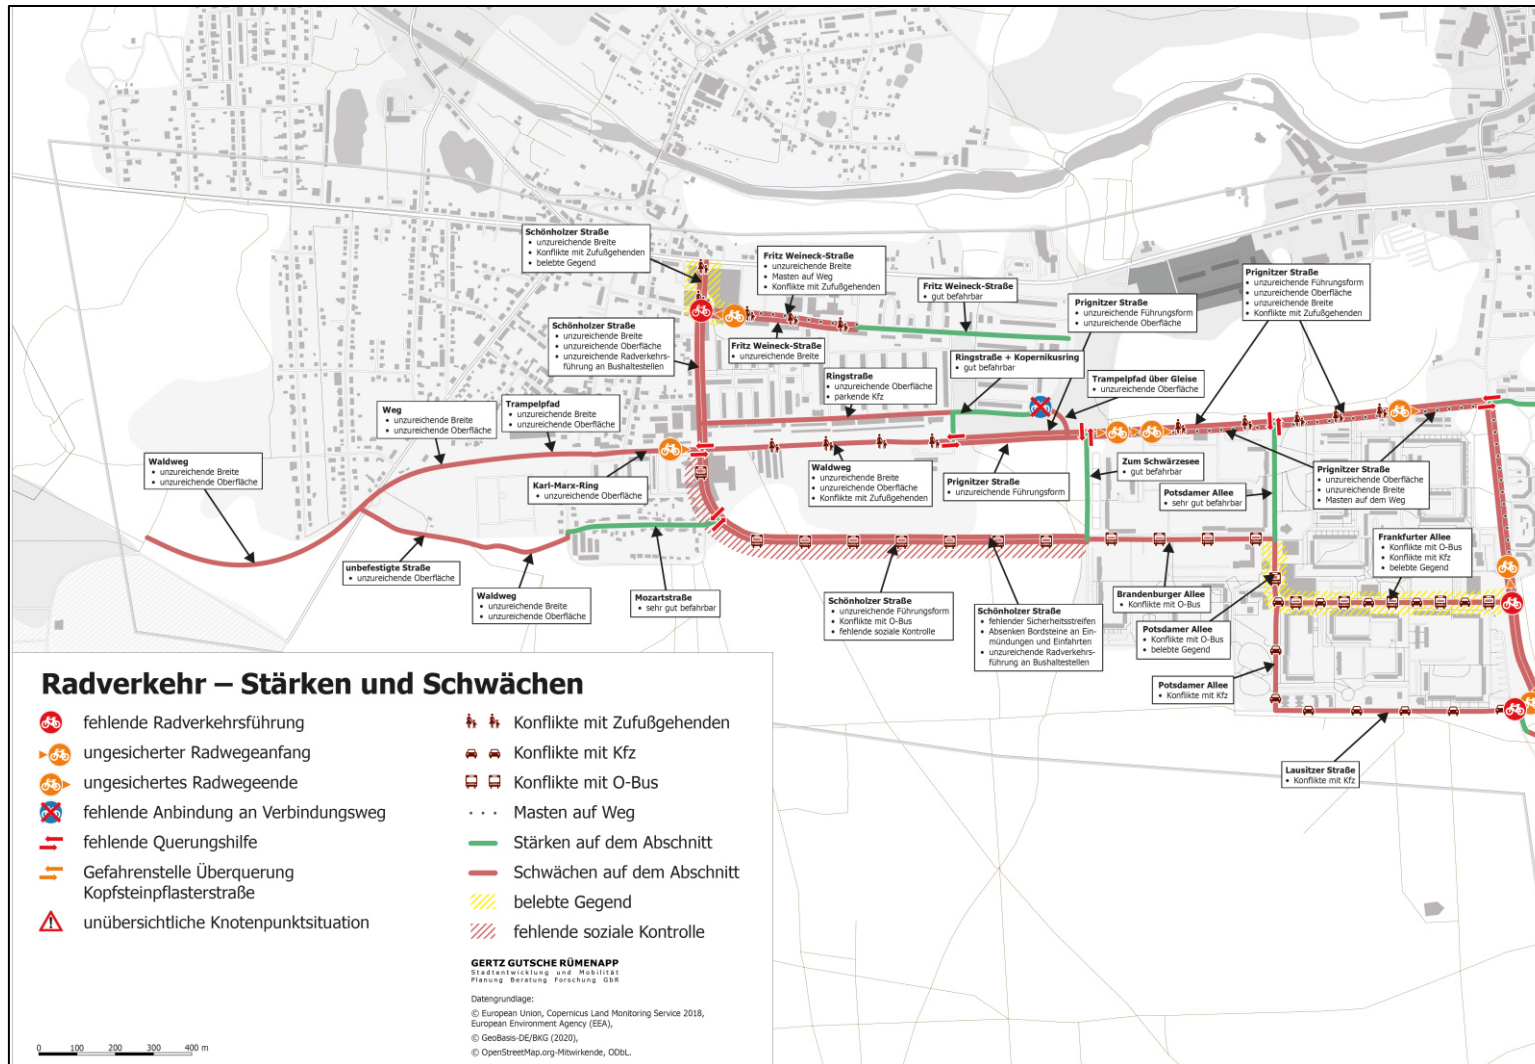 Schönholzer Straße
• unzureichende Breite
• Konflikte mit Zufußgehenden
• belebte Gegend
Fritz Weineck-Straße
• unzureichende Breite
• Masten auf Weg
• Konflikte mit Zufußgehenden
Fritz Weineck-Straße
• gut befahrbar
Prignitzer Straße
• unzureichende Führungsform
• unzureichende Oberfläche
Prignitzer Straße
• unzureichende Führungsform
• unzureichende Oberfläche
• unzureichende Breite
• Konflikte mit Zufußgehenden
Schönholzer Straße
• unzureichende Breite
• unzureichende Oberfläche
• unzureichende Radverkehrs-
führung an Bushaltestellen
Fritz Weineck-Straße
• unzureichende Breite
Ringstraße
• unzureichende Oberfläche
• parkende Kfz
Ringstraße + Kopernikusring
• gut befahrbar
Trampelpfad über Gleise
• unzureichende Oberfläche
Weg
• unzureichende Breite
• unzureichende Oberfläche
Trampelpfad
• unzureichende Breite
• unzureichende Oberfläche
Waldweg
• unzureichende Breite
• unzureichende Oberfläche
Karl-Marx-Ring
• unzureichende Oberfläche
Waldweg
• unzureichende Breite
• unzureichende Oberfläche
• Konflikte mit Zufußgehenden
Prignitzer Straße
• unzureichende Führungsform
Zum Schwärzesee
• gut befahrbar
Potsdamer Allee
• sehr gut befahrbar
Prignitzer Straße
• unzureichende Oberfläche
• unzureichende Breite
• Masten auf dem Weg
Frankfurter Allee
• Konflikte mit O-Bus
• Konflikte mit Kfz
• belebte Gegend
unbefestigte Straße
• unzureichende Oberfläche
Waldweg
• unzureichende Breite
• unzureichende Oberfläche
Mozartstraße
• sehr gut befahrbar
Schönholzer Straße
• unzureichende Führungsform
• Konflikte mit O-Bus
• fehlende soziale Kontrolle
Schönholzer Straße
• fehlender Sicherheitsstreifen
• Absenken Bordsteine an Ein-
mündungen und Einfahrten
• unzureichende Radverkehrs-
führung an Bushaltestellen
Brandenburger Allee
• Konflikte mit O-Bus
Potsdamer Allee
• Konflikte mit O-Bus
• belebte Gegend
Potsdamer Allee
• Konflikte mit Kfz
Lausitzer Straße
• Konflikte mit Kfz
Radverkehr – Stärken und Schwächen
fehlende Radverkehrsführung
ungesicherter Radwegeanfang
ungesichertes Radwegeende
fehlende Anbindung an Verbindungsweg
fehlende Querungshilfe
Gefahrenstelle Überquerung
Kopfsteinpflasterstraße
unübersichtliche Knotenpunktsituation
Konflikte mit Zufußgehenden
Konflikte mit Kfz
Konflikte mit O-Bus
Masten auf Weg
Stärken auf dem Abschnitt
Schwächen auf dem Abschnitt
belebte Gegend
fehlende soziale Kontrolle
GERTZ GUTSCHE RÜMENAPP
Stadtentwicklung und Mobilität
Planung Beratung Forschung GbR
Datengrundlage:
© European Union, Copernicus Land Monitoring Service 2018,
European Environment Agency (EEA),
© GeoBasis-DE/BKG (2020),
© OpenStreetMap.org-Mitwirkende, ODbL.
0 100 200 300 400 m